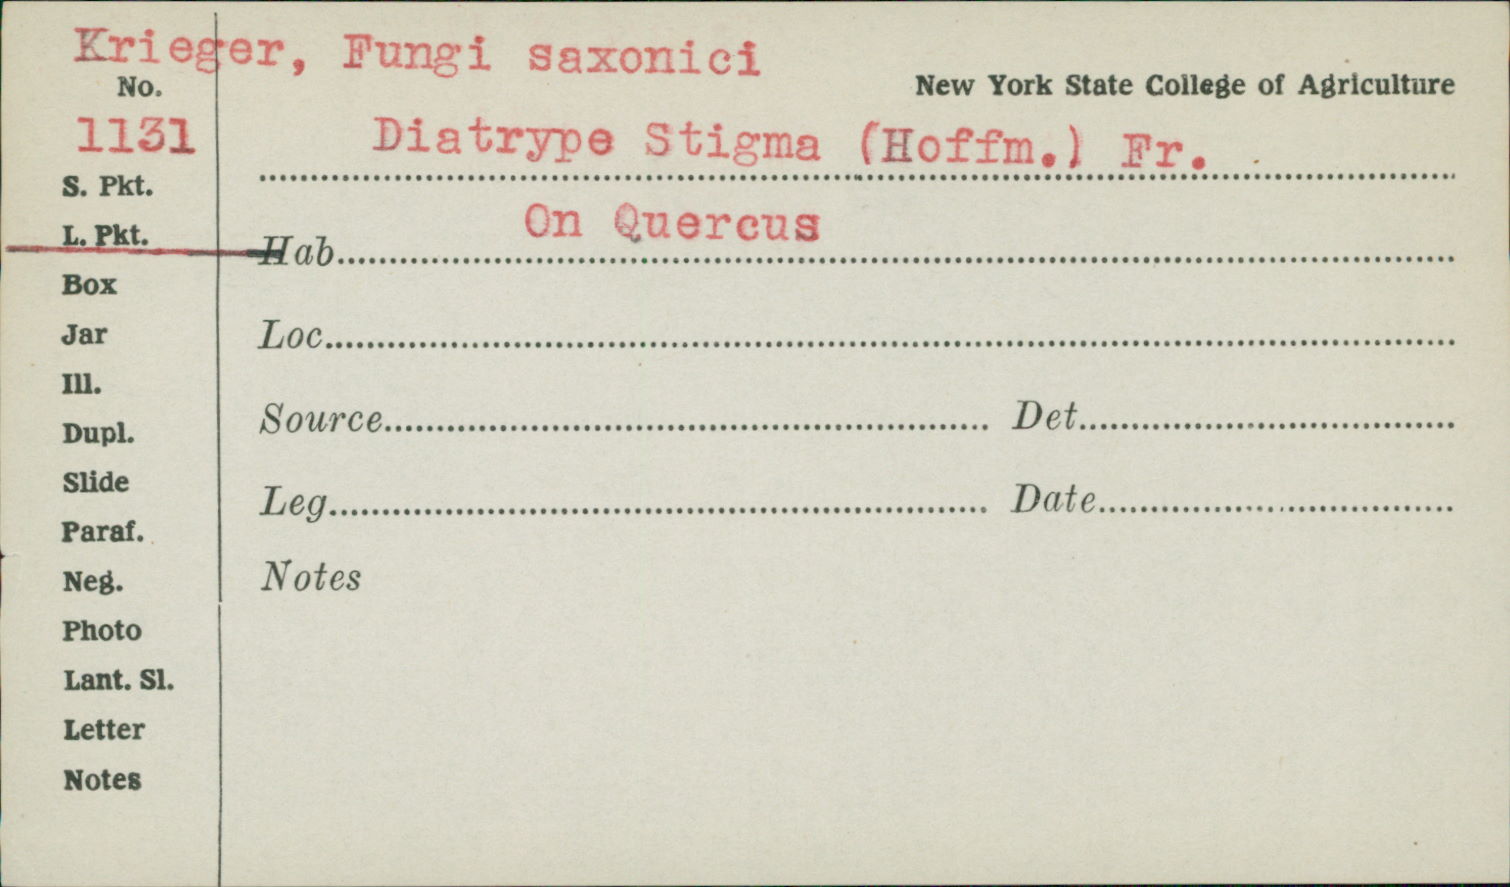 Krieger, Fungi saxonici
No.
New York State College of Agriculture
1131
Diatrype Stigma (Hoffm.) Fr.
S. Pkt.
On Quercus
L. Pkt.
Hab.
Box
Loc.
Jar
Ill.
Source
Det.
Dupl.
Slide
Leg.
Date
Paraf.
Neg.
Notes
Photo
Lant. Sl.
Letter
Notes